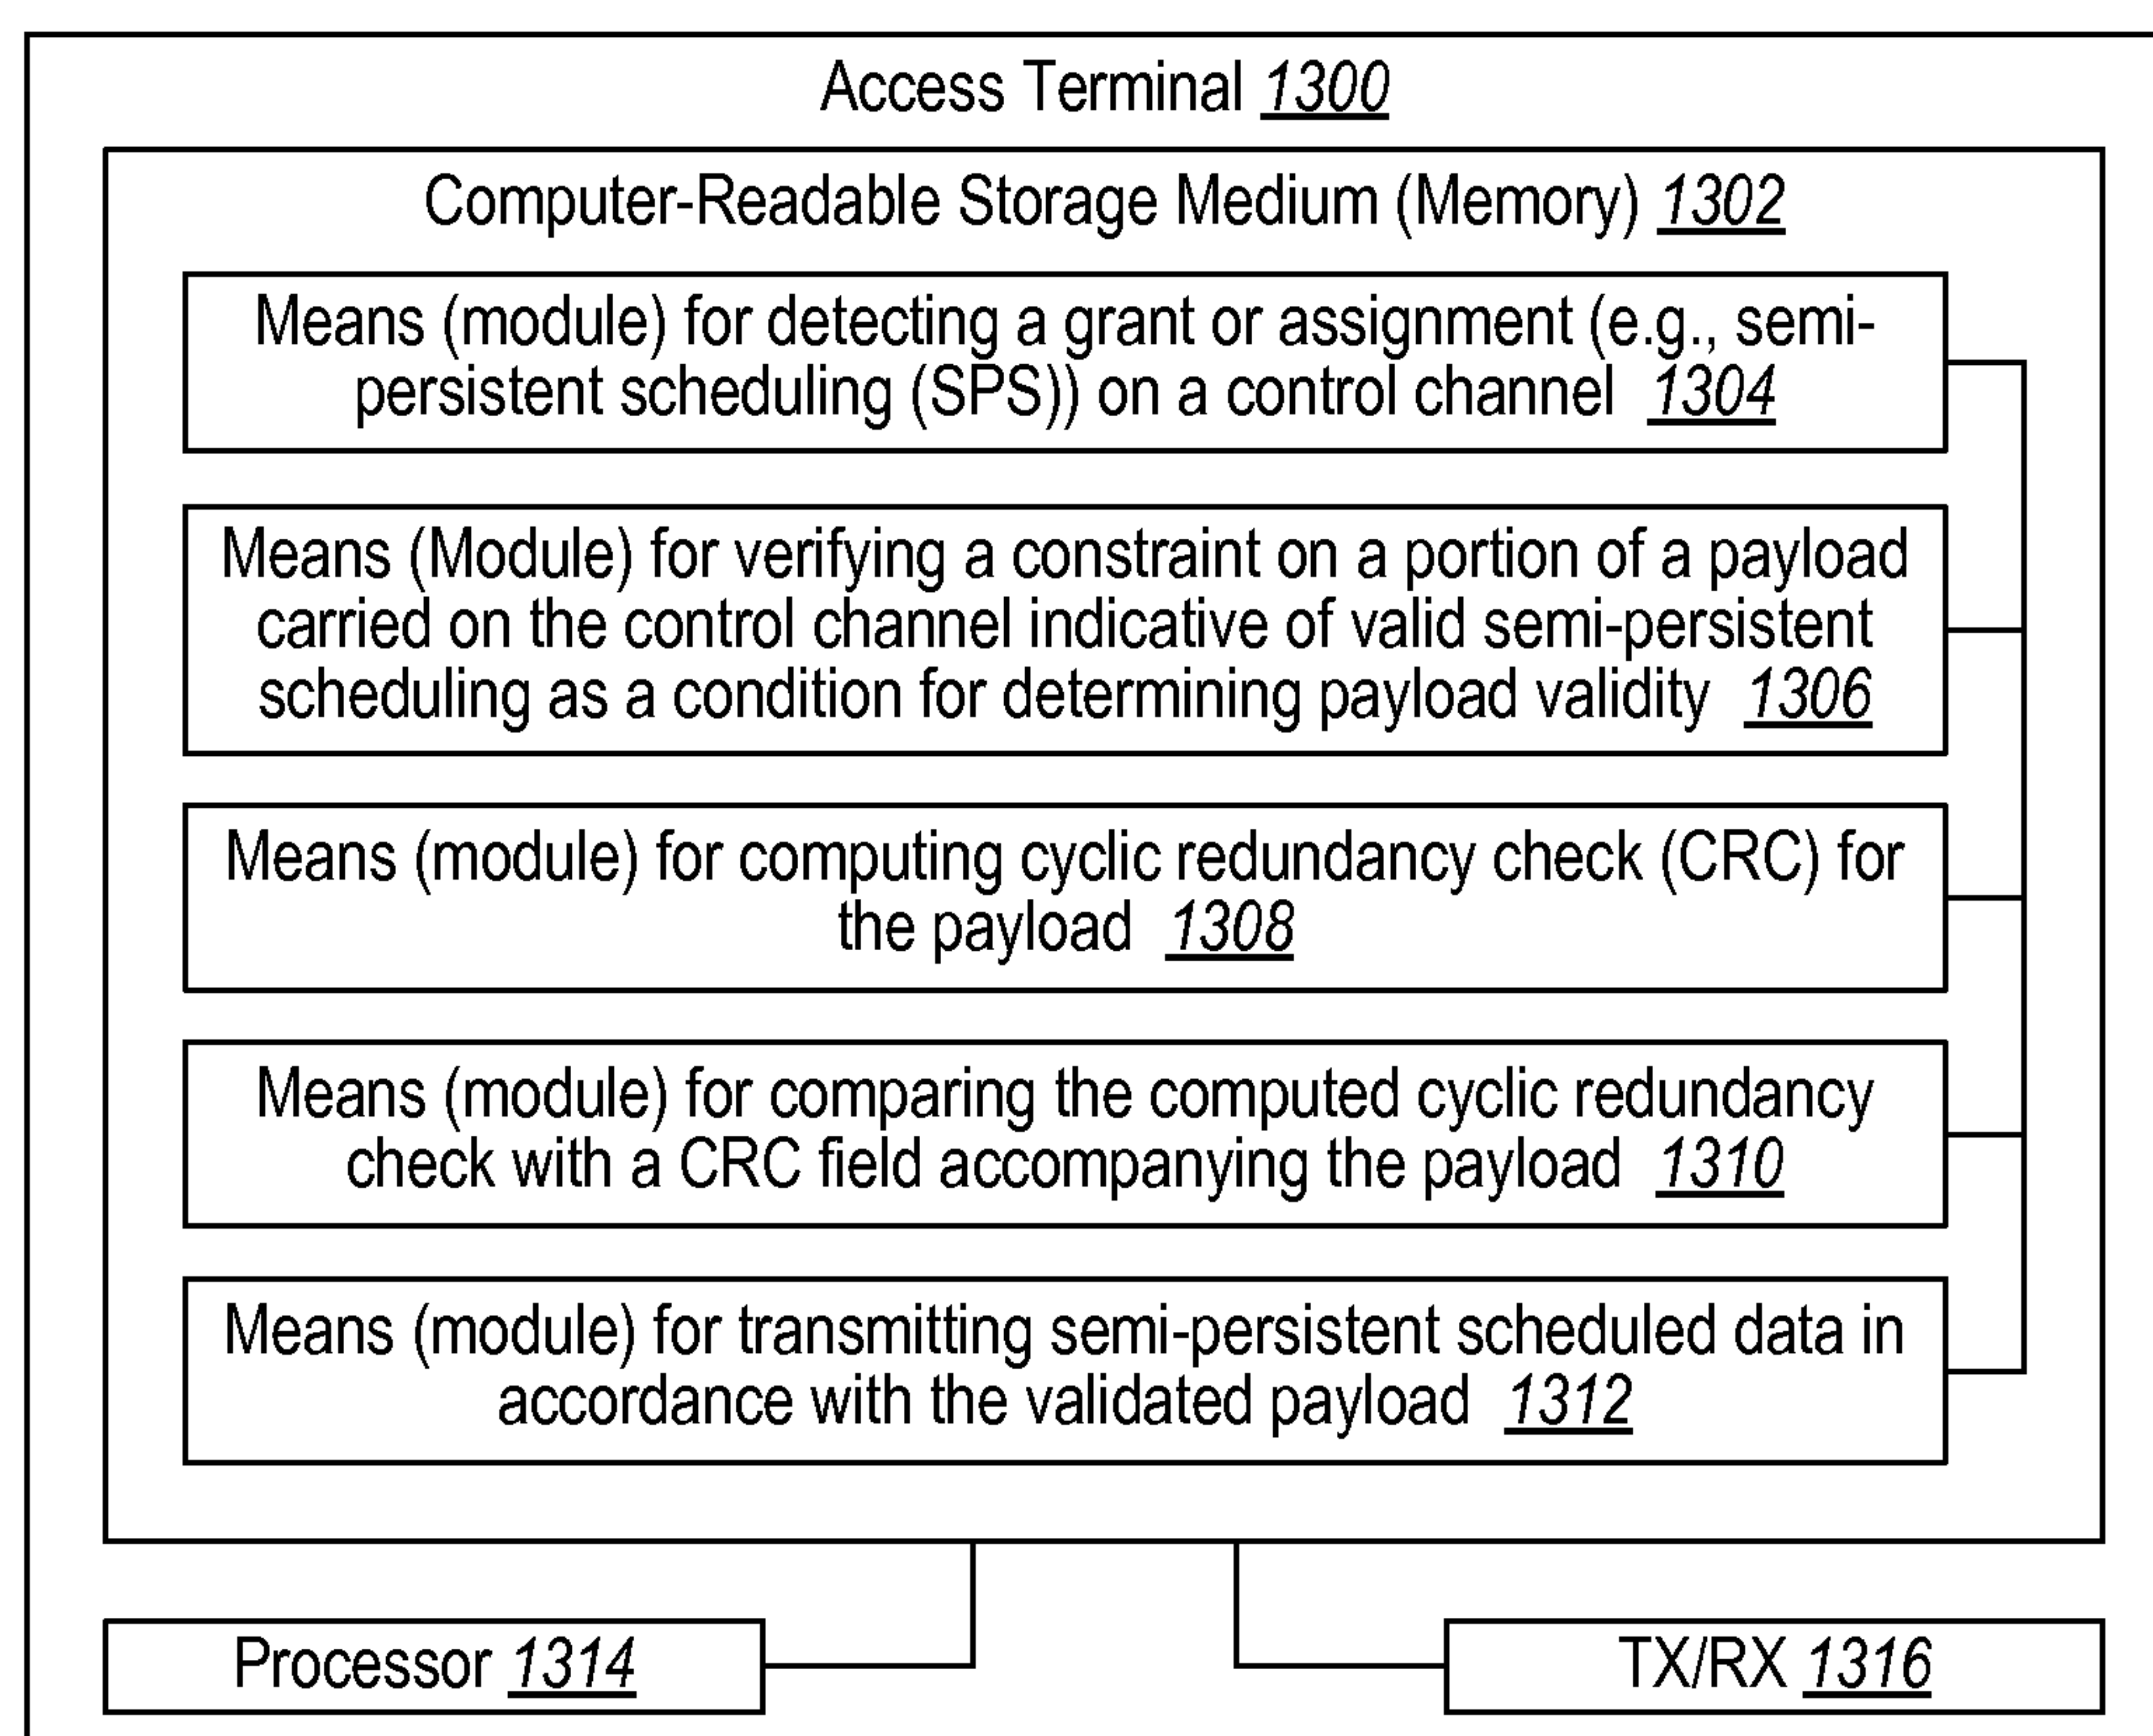 Access Terminal 1300
Computer-Readable Storage Medium (Memory) 1302
Means (module) for detecting a grant or assignment (e.g., semi-
persistent scheduling (SPS)) on a control channel 1304
Means (Module) for verifying a constraint on a portion of a payload
carried on the control channel indicative of valid semi-persistent
scheduling as a condition for determining payload validity 1306
Means (module) for computing cyclic redundancy check (CRC) for
the payload 1308
Means (module) for comparing the computed cyclic redundancy
check with a CRC field accompanying the payload 1310
Means (module) for transmitting semi-persistent scheduled data in
accordance with the validated payload 1312
Processor 1314
TX/RX 1316